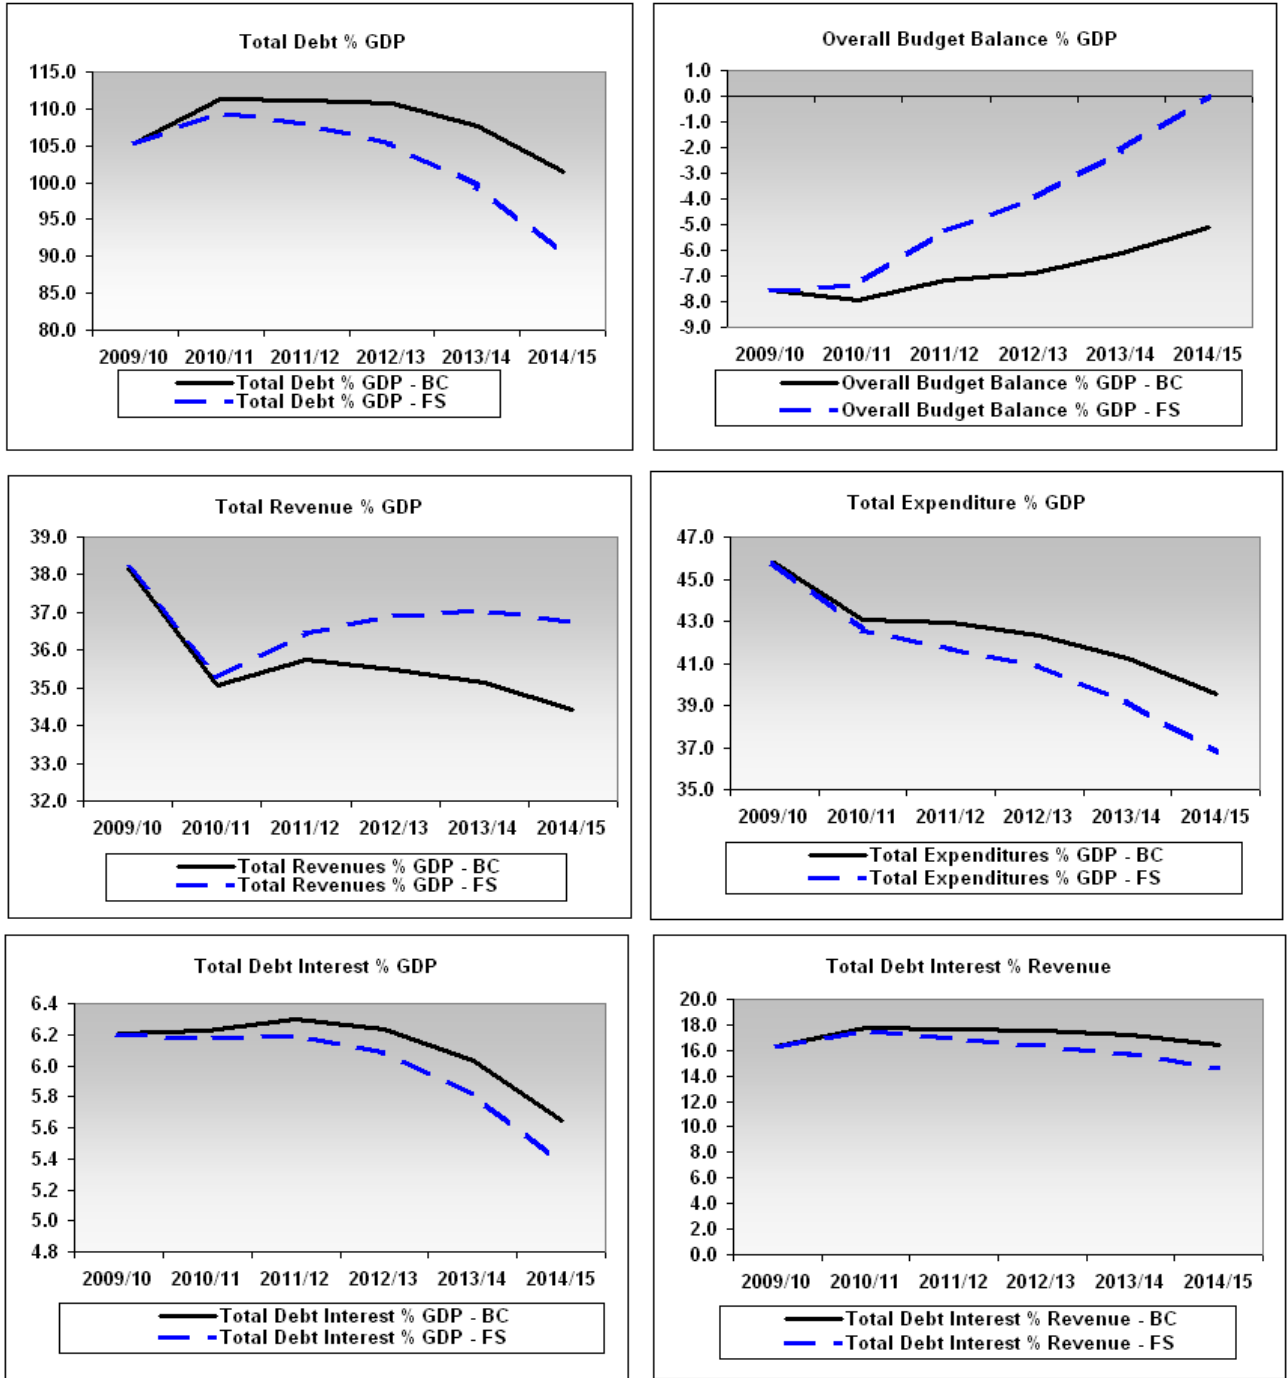 Total Debt % GDP
115.0
110.0
105.0
100.0
95.0
90.0
85.0
80.0
2009/10 2010/11 2011/12 2012/13 2013/14 2014/15
Total Debt % GDP - BC
Total Debt % GDP - FS
Overall Budget Balance % GDP
1.0
0.0
-1.0
-2.0
-3.0
-4.0
-5.0
-6.0
-7.0
-8.0
-9.0
2009/10 2010/11 2011/12 2012/13 2013/14 2014/15
Overall Budget Balance % GDP - BC
Overall Budget Balance % GDP - FS
Total Revenue % GDP
39.0
38.0
37.0
36.0
35.0
34.0
33.0
32.0
2009/10 2010/11 2011/12 2012/13 2013/14 2014/15
Total Revenues % GDP - BC
Total Revenues % GDP - FS
Total Expenditure % GDP
47.0
45.0
43.0
41.0
39.0
37.0
35.0
2009/10 2010/11 2011/12 2012/13 2013/14 2014/15
Total Expenditures % GDP - BC
Total Expenditures % GDP - FS
Total Debt Interest % GDP
6.4
6.2
6.0
5.8
5.6
5.4
5.2
5.0
4.8
2009/10 2010/11 2011/12 2012/13 2013/14 2014/15
Total Debt Interest % GDP - BC
Total Debt Interest % GDP - FS
Total Debt Interest % Revenue
20.0
18.0
16.0
14.0
12.0
10.0
8.0
6.0
4.0
2.0
0.0
2009/10 2010/11 2011/12 2012/13 2013/14 2014/15
Total Debt Interest % Revenue - BC
Total Debt Interest % Revenue - FS